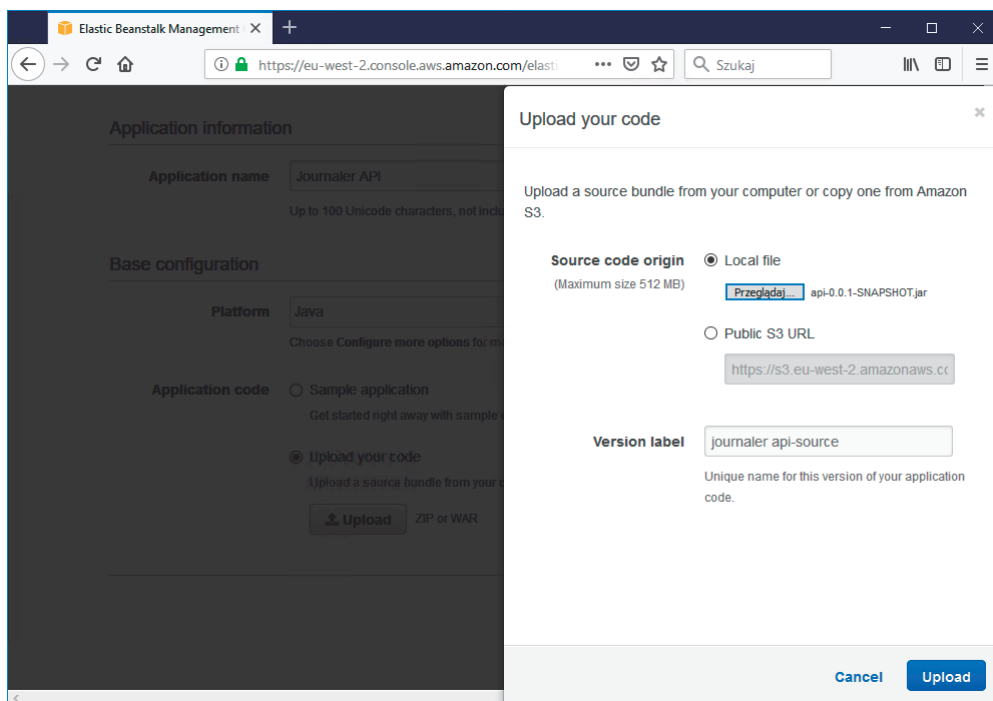 Elastic Beanstalk Management
https://eu-west-2.console.aws.amazon.com/elasti
Szukaj
Application information
Application name
Journaler API
Up to 100 Unicode characters, not inclu
Base configuration
Platform
Java
Choose Configure more options for m
Application code
Sample application
Get started right away with sample
Upload your code
Upload a source bundle from your c
Upload
ZIP or WAR
Upload your code
Upload a source bundle from your computer or copy one from Amazon
S3.
Source code origin
(Maximum size 512 MB)
Local file
Przeglądaj... api-0.0.1-SNAPSHOT.jar
Public S3 URL
https://s3.eu-west-2.amazonaws.cc
Version label
journaler api-source
Unique name for this version of your application
code.
Cancel
Upload